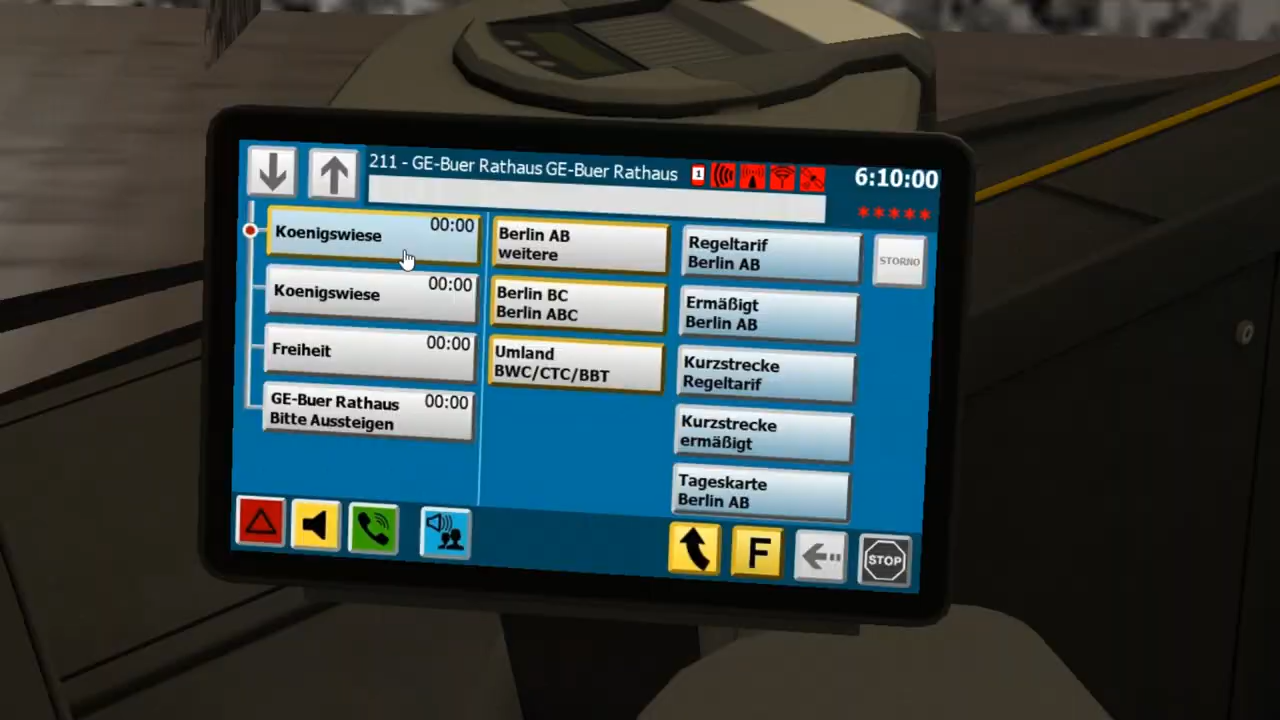 211 - GE-Buer Rathaus GE-Buer Rathaus
1
6:10:00
*****
Koenigswiese 00:00
Koenigswiese 00:00
Freiheit 00:00
GE-Buer Rathaus 00:00
Bitte Aussteigen
Berlin AB
weitere
Berlin BC
Berlin ABC
Umland
BWC/CTC/BBT
Regeltarif
Berlin AB
Ermäßigt
Berlin AB
Kurzstrecke
Regeltarif
Kurzstrecke
ermäßigt
Tageskarte
Berlin AB
STORNO
F
STOP